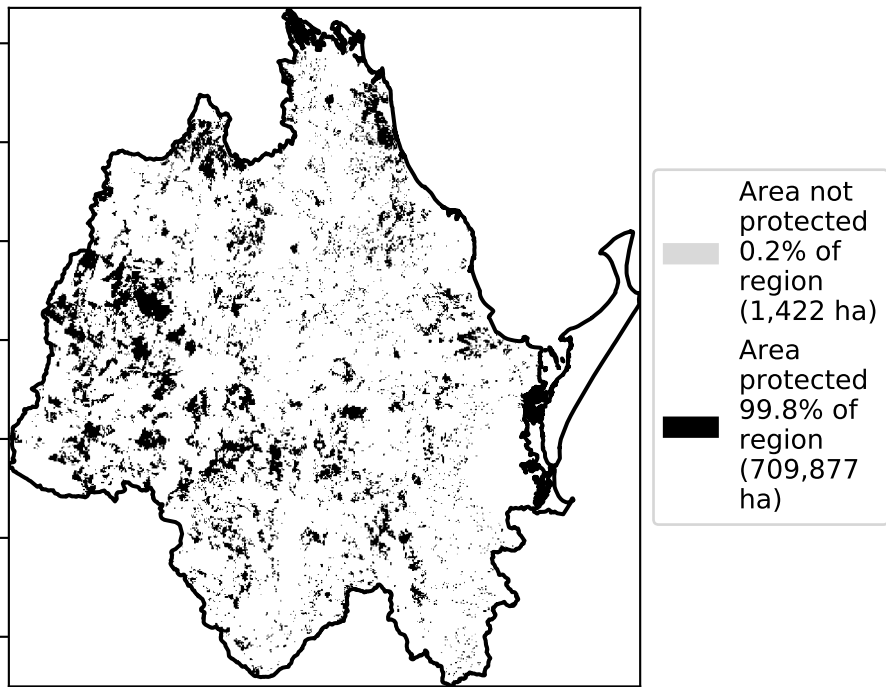 Area not
protected
0.2% of
region
(1,422 ha)
Area
protected
99.8% of
region
(709,877
ha)